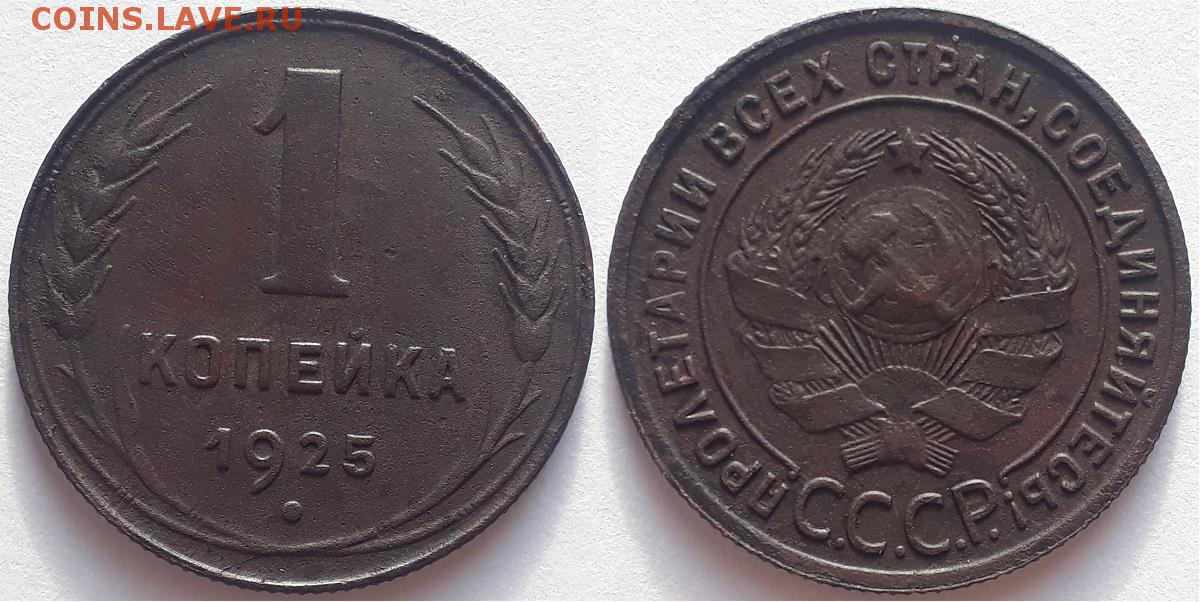 COINS.LAVE.RU
1
КОПЕЙКА
1925
ПРОЛЕТАРИИ ВСЕХ СТРАН, СОЕДИНЯЙТЕСЬ!
С.С.С.Р.